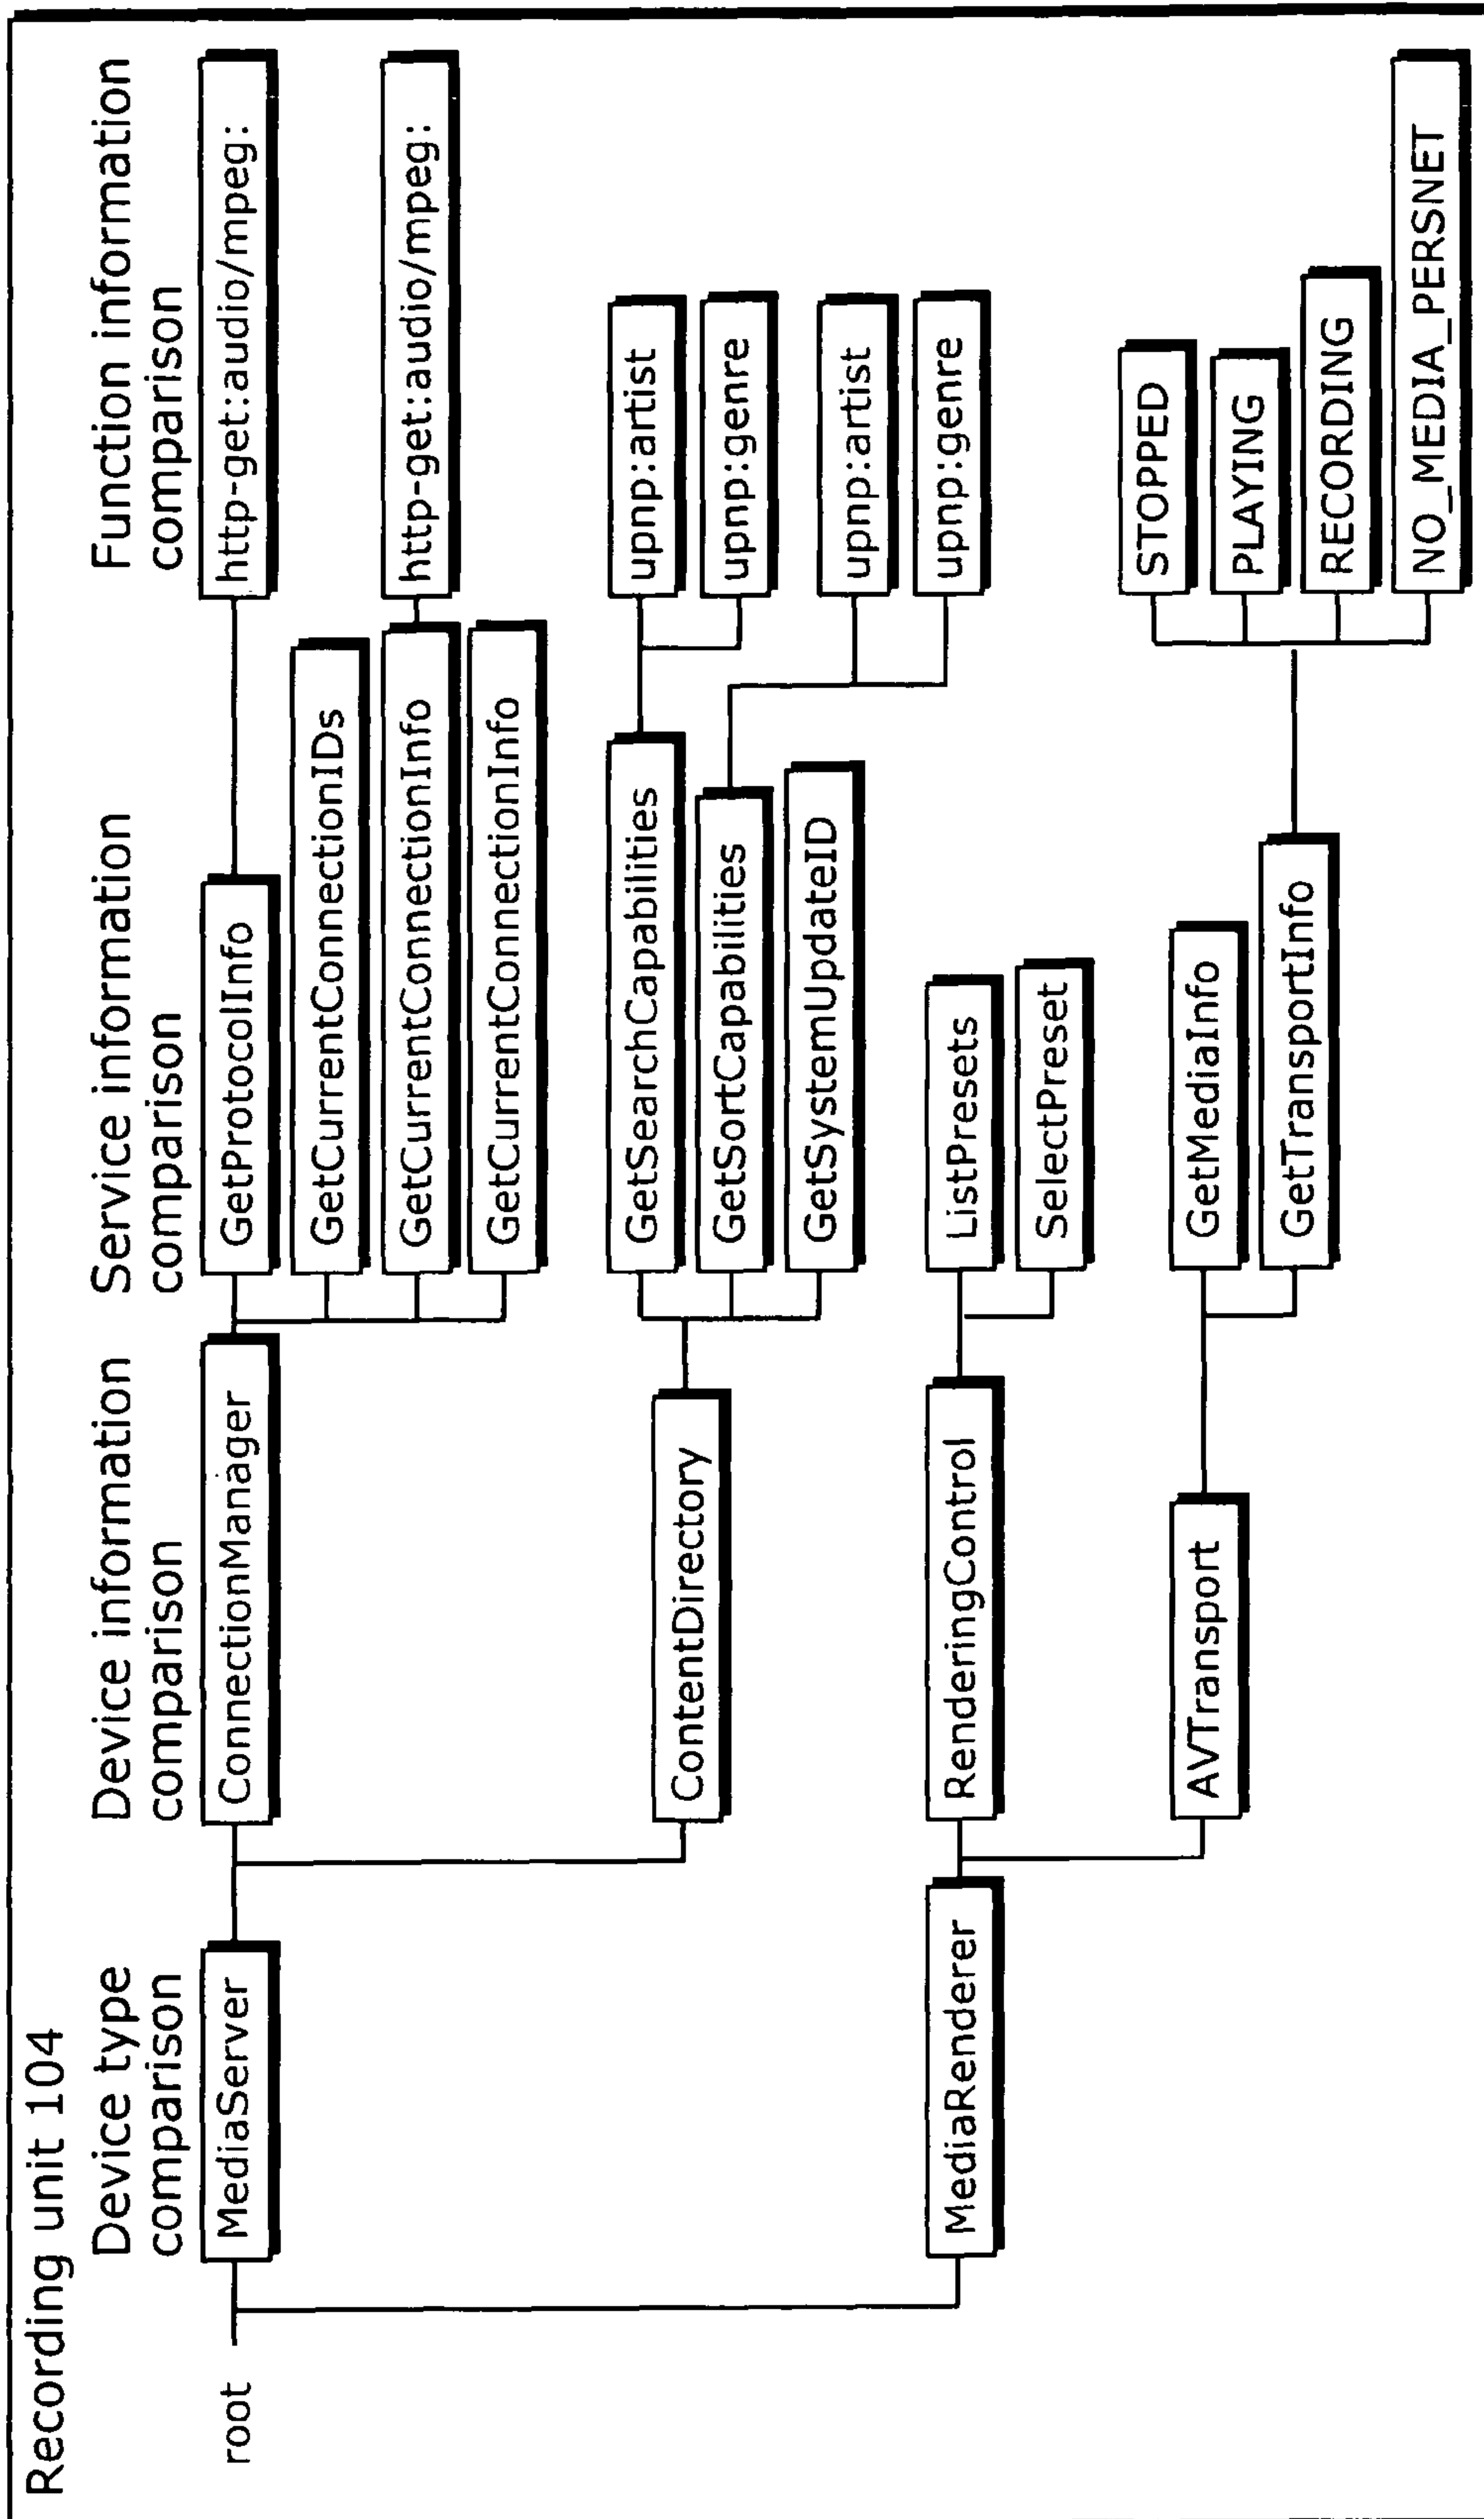 Recording unit 104
Device type
comparison
Device information
comparison
Service information
comparison
Function information
comparison
root
MediaServer
ConnectionManager
GetProtocolInfo
http-get:audio/mpeg:
GetCurrentConnectionIDs
GetCurrentConnectionInfo
http-get:audio/mpeg:
GetCurrentConnectionInfo
ContentDirectory
GetSearchCapabilities
upnp:artist
upnp:genre
GetSortCapabilities
upnp:artist
upnp:genre
GetSystemUpdateID
MediaRenderer
RenderingControl
ListPresets
SelectPreset
AVTransport
GetMediaInfo
GetTransportInfo
STOPPED
PLAYING
RECORDING
NO_MEDIA_PERSNET